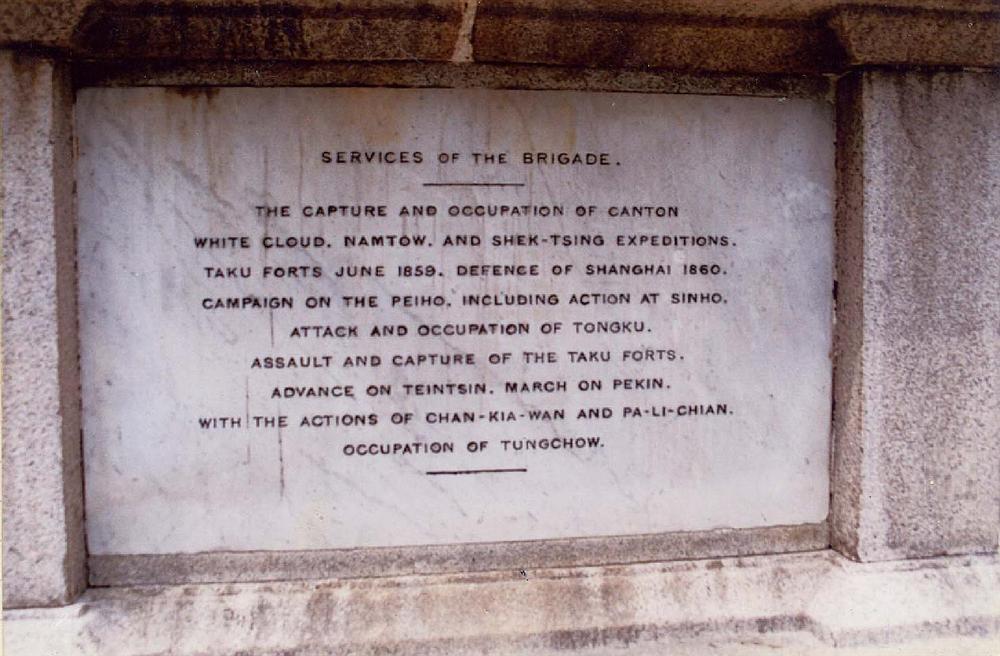 SERVICES OF THE BRIGADE.
THE CAPTURE AND OCCUPATION OF CANTON
WHITE CLOUD. NAMTOW. AND SHEK-TSING EXPEDITIONS.
TAKU FORTS JUNE 1859. DEFENCE OF SHANGHAI 1860.
CAMPAIGN ON THE PEIHO. INCLUDING ACTION AT SINHO.
ATTACK AND OCCUPATION OF TONGKU.
ASSAULT AND CAPTURE OF THE TAKU FORTS.
ADVANCE ON TEINTSIN. MARCH ON PEKIN.
WITH THE ACTIONS OF CHAN-KIA-WAN AND PA-LI-CHIAN.
OCCUPATION OF TUNGCHOW.